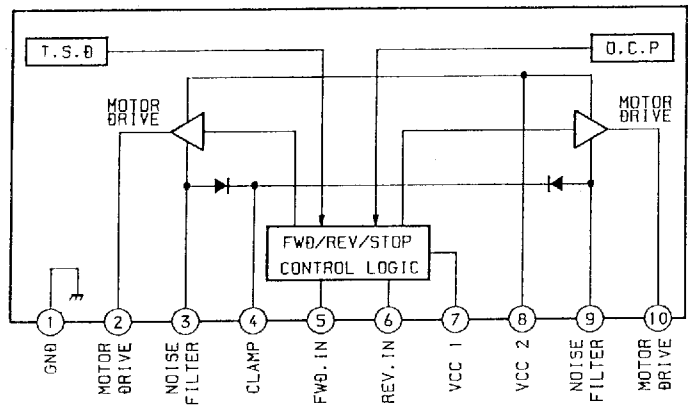 T.S.D
O.C.P
MOTOR
DRIVE
MOTOR
DRIVE
FWD/REV/STOP
CONTROL LOGIC
1
2
3
4
5
6
7
8
9
10
GND
MOTOR
DRIVE
NOISE
FILTER
CLAMP
FWD.IN
REV.IN
VCC 1
VCC 2
NOISE
FILTER
MOTOR
DRIVE